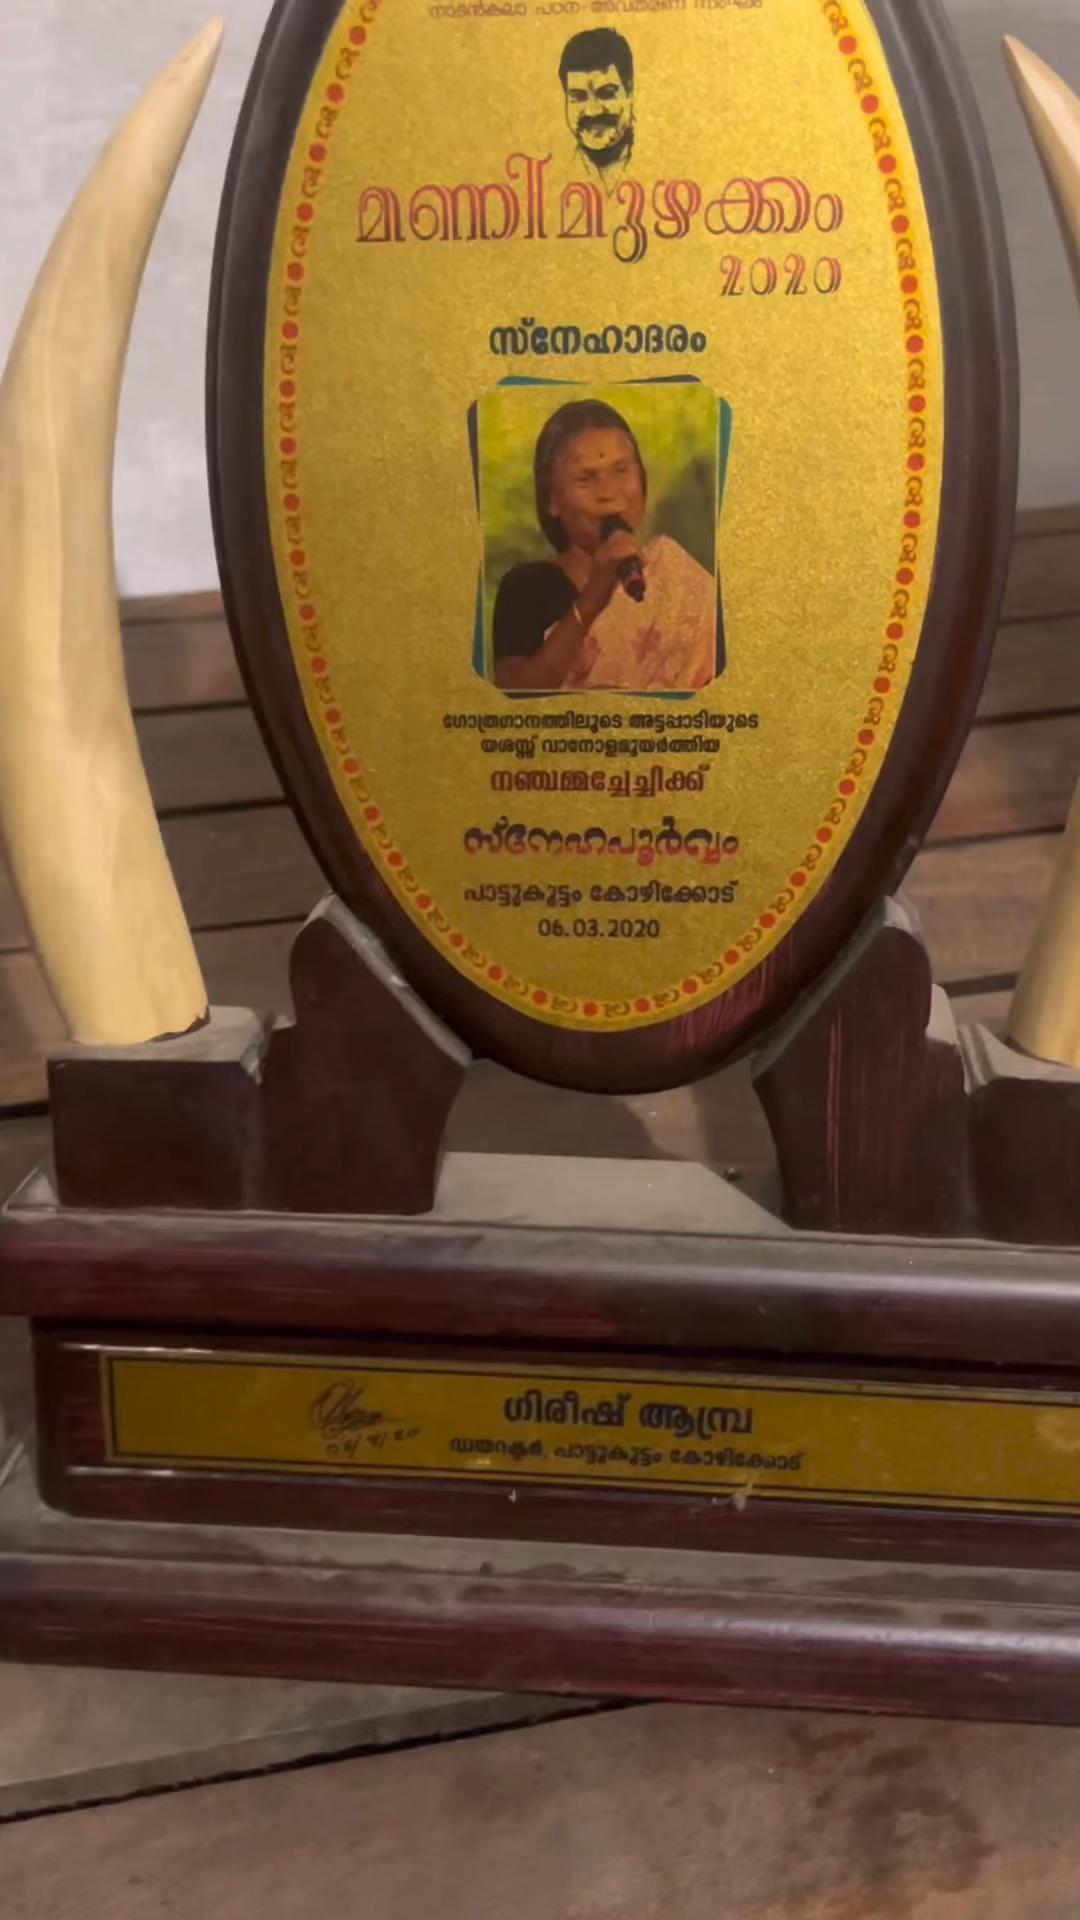 നാടൻകലാ പഠന-അവതരണ സംഘം
മണിമുഴക്കം
2020
സ്നേഹാദരം
ഗോത്രഗാനത്തിലൂടെ അട്ടപ്പാടിയുടെ
യശസ്സ് വാനോളമുയർത്തിയ
നഞ്ചമ്മച്ചേച്ചിക്ക്
സ്നേഹപൂർവ്വം
പാട്ടുകൂട്ടം കോഴിക്കോട്
06.03.2020
ഗിരീഷ് ആമ്പ്ര
ഡയറക്ടർ, പാട്ടുകൂട്ടം കോഴിക്കോട്